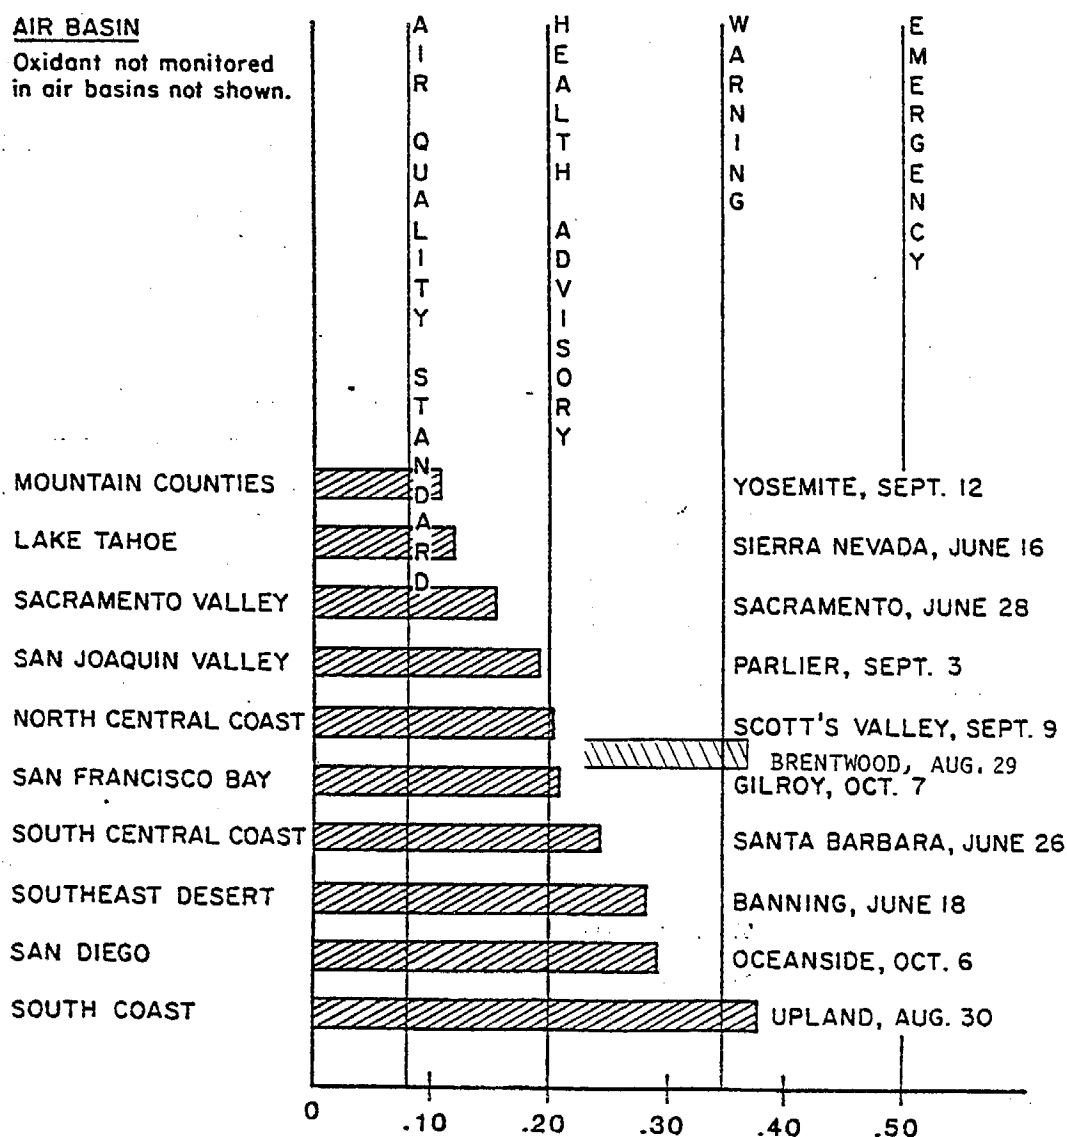 AIR BASIN
Oxidant not monitored
in air basins not shown.
AIR QUALITY STANDARD
HEALTH ADVISORY
WARNING
EMERGENCY
MOUNTAIN COUNTIES
YOSEMITE, SEPT. 12
LAKE TAHOE
SIERRA NEVADA, JUNE 16
SACRAMENTO VALLEY
SACRAMENTO, JUNE 28
SAN JOAQUIN VALLEY
PARLIER, SEPT. 3
NORTH CENTRAL COAST
SCOTT'S VALLEY, SEPT. 9
BRENTWOOD, AUG. 29
SAN FRANCISCO BAY
GILROY, OCT. 7
SOUTH CENTRAL COAST
SANTA BARBARA, JUNE 26
SOUTHEAST DESERT
BANNING, JUNE 18
SAN DIEGO
OCEANSIDE, OCT. 6
SOUTH COAST
UPLAND, AUG. 30
0 .10 .20 .30 .40 .50